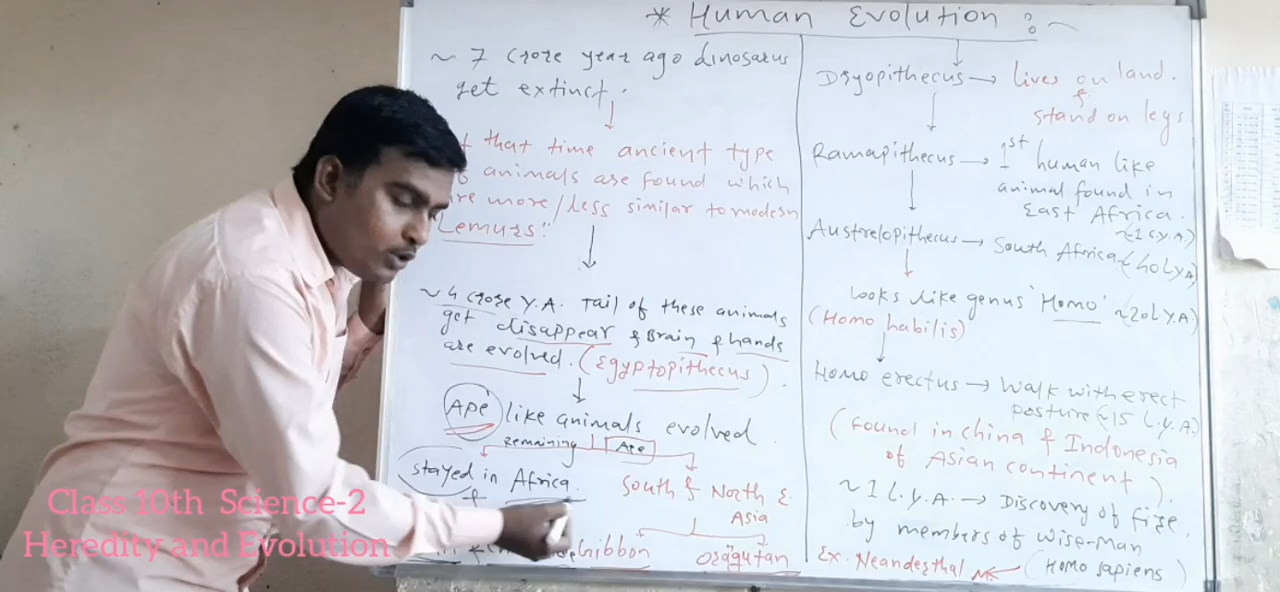 * Human Evolution :-
~ 7 crore year ago dinosarus
get extinct.
that time ancient type
animals are found which
are more/less similar to modern
Lemurs"
~ 4 crore Y.A. Tail of these animals
get disappear & Brain & hands
are evolved. (Egyptopithecus).
Ape like animals evolved.
Remaining Ape
stayed in Africa.
&
South & North E.
Asia
Gibbon
Orangutan
Dryopithecus → lives on land.
&
stand on legs
Ramapithecus → 1st human like
animal found in
East Africa.
Austrelopithecus → South Africa (40 L.Y.A)
Looks like genus 'Homo' ~ 20 L.Y.A)
(Homo habilis)
Homo erectus → Walk with erect
posture ~ 15 L.Y.A.)
(Found in China & Indonesia
of Asian continent).
~ 1 L.Y.A. → Discovery of fire.
by members of wise-man
Ex. Neanderthal (Homo sapiens)
Class 10th Science-2
Heredity and Evolution